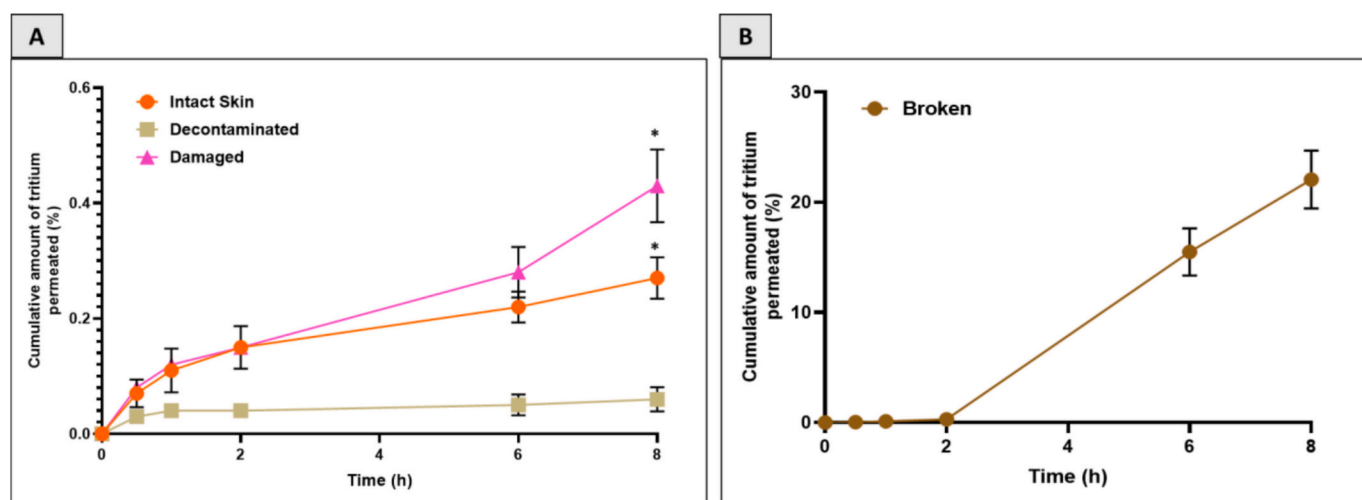 A
Cumulative amount of tritium
permeated (%)
0.6
0.4
0.2
0.0
Intact Skin
Decontaminated
Damaged
*
*
0
2
4
6
8
Time (h)
B
Cumulative amount of tritium
permeated (%)
30
20
10
0
Broken
0
2
4
6
8
Time (h)